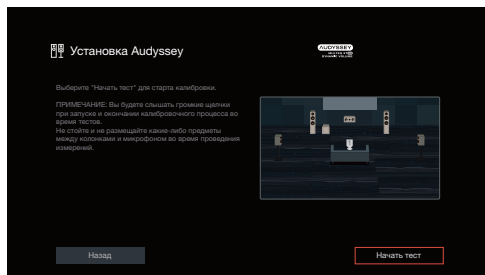 Установка Audyssey
AUDYSSEY
DYNAMIC VOLUME
Выберите "Начать тест" для старта калибровки.
ПРИМЕЧАНИЕ: Вы будете слышать громкие щелчки
при запуске и окончании калибровочного процесса во
время тестов.
Не стойте и не размещайте какие-либо предметы
между колонками и микрофоном во время проведения
измерений.
Назад
Начать тест